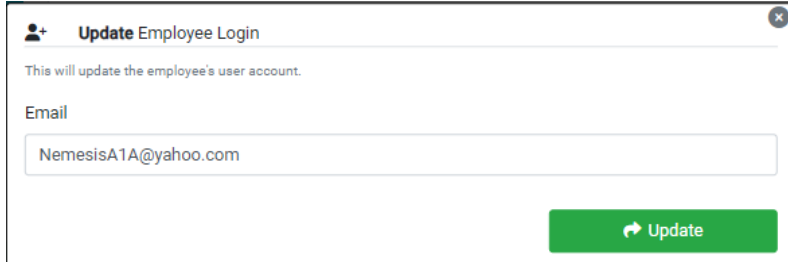 Update Employee Login
This will update the employee's user account.
Email
NemesisA1A@yahoo.com
Update